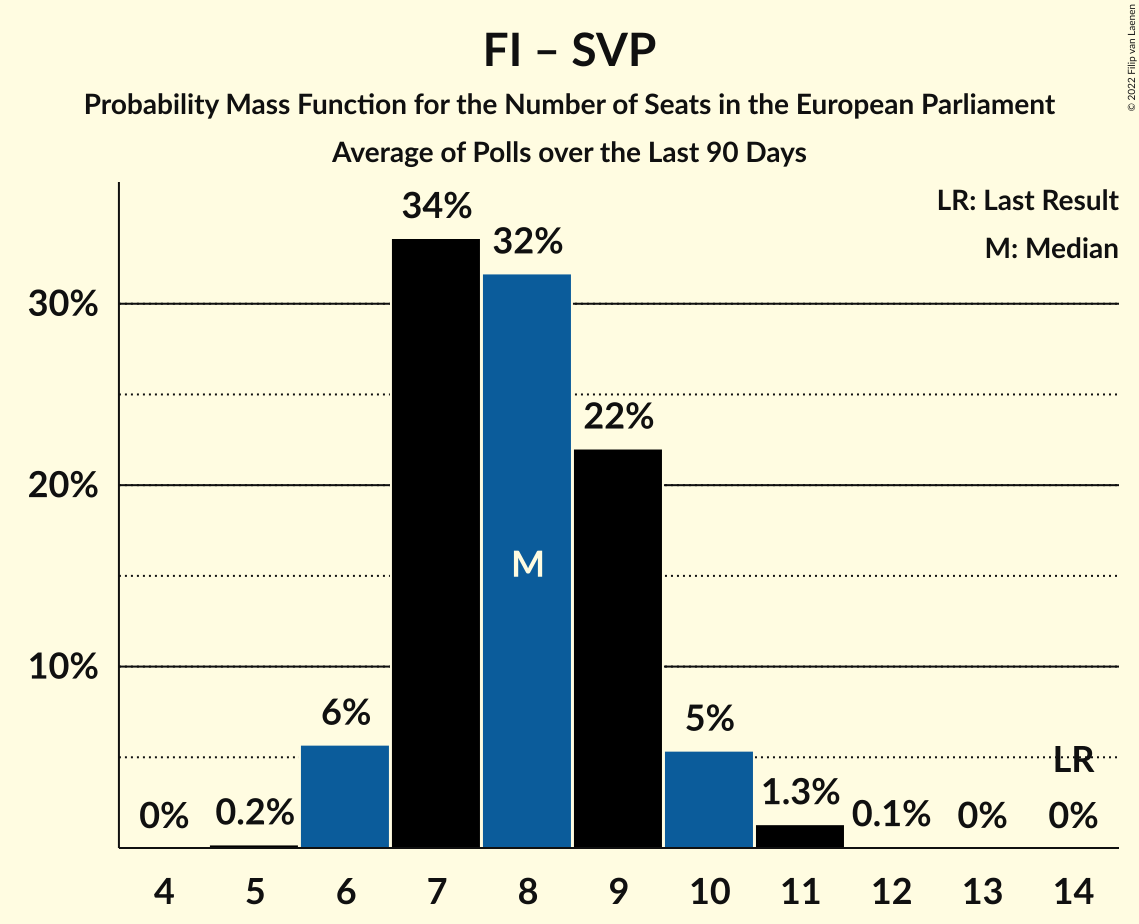 FI – SVP
Probability Mass Function for the Number of Seats in the European Parliament
Average of Polls over the Last 90 Days
© 2022 Filip van Laenen
LR: Last Result
M: Median
34%
32%
30%
22%
20%
M
10%
6%
5%
LR
0%
0.2%
1.3%
0.1%
0%
0%
4 5 6 7 8 9 10 11 12 13 14